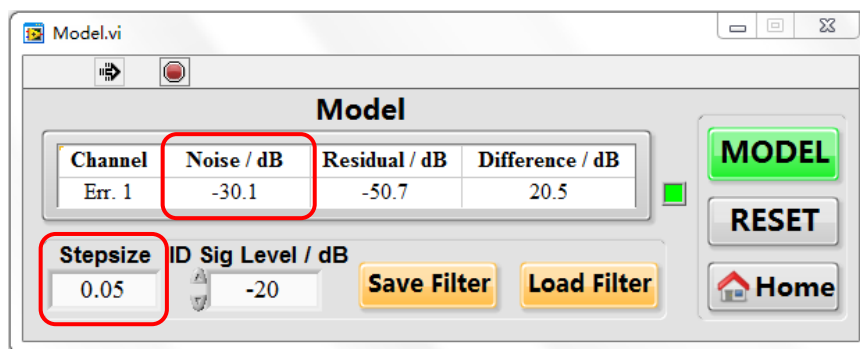 Model.vi
Model
Channel Noise / dB Residual / dB Difference / dB
Err. 1 -30.1 -50.7 20.5
MODEL
RESET
Stepsize ID Sig Level / dB
0.05 -20 Save Filter Load Filter Home